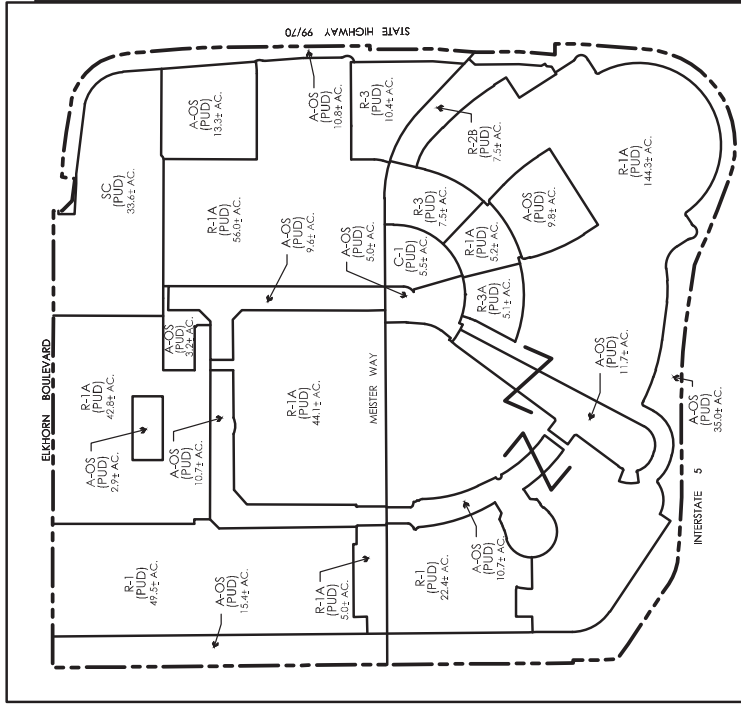 STATE HIGHWAY 99/70
A-OS
(PUD)
13.3± AC.
A-OS
(PUD)
10.8± AC.
R-3
(PUD)
10.4± AC.
R-2B
(PUD)
7.5± AC.
R-1A
(PUD)
144.3± AC.
SC
(PUD)
33.6± AC.
R-1A
(PUD)
56.0± AC.
A-OS
(PUD)
9.6± AC.
A-OS
(PUD)
5.0± AC.
R-3
(PUD)
7.5± AC.
C-1
(PUD)
5.5± AC.
R-1A
(PUD)
5.2± AC.
A-OS
(PUD)
9.8± AC.
R-3A
(PUD)
5.1± AC.
ELKHORN BOULEVARD
A-OS
(PUD)
3.2± AC.
R-1A
(PUD)
42.8± AC.
A-OS
(PUD)
2.9± AC.
A-OS
(PUD)
10.7± AC.
R-1A
(PUD)
44.1± AC.
MEISTER WAY
A-OS
(PUD)
11.7± AC.
A-OS
(PUD)
35.0± AC.
INTERSTATE 5
R-1
(PUD)
49.5± AC.
A-OS
(PUD)
15.4± AC.
R-1A
(PUD)
5.0± AC.
R-1
(PUD)
22.4± AC.
A-OS
(PUD)
10.7± AC.